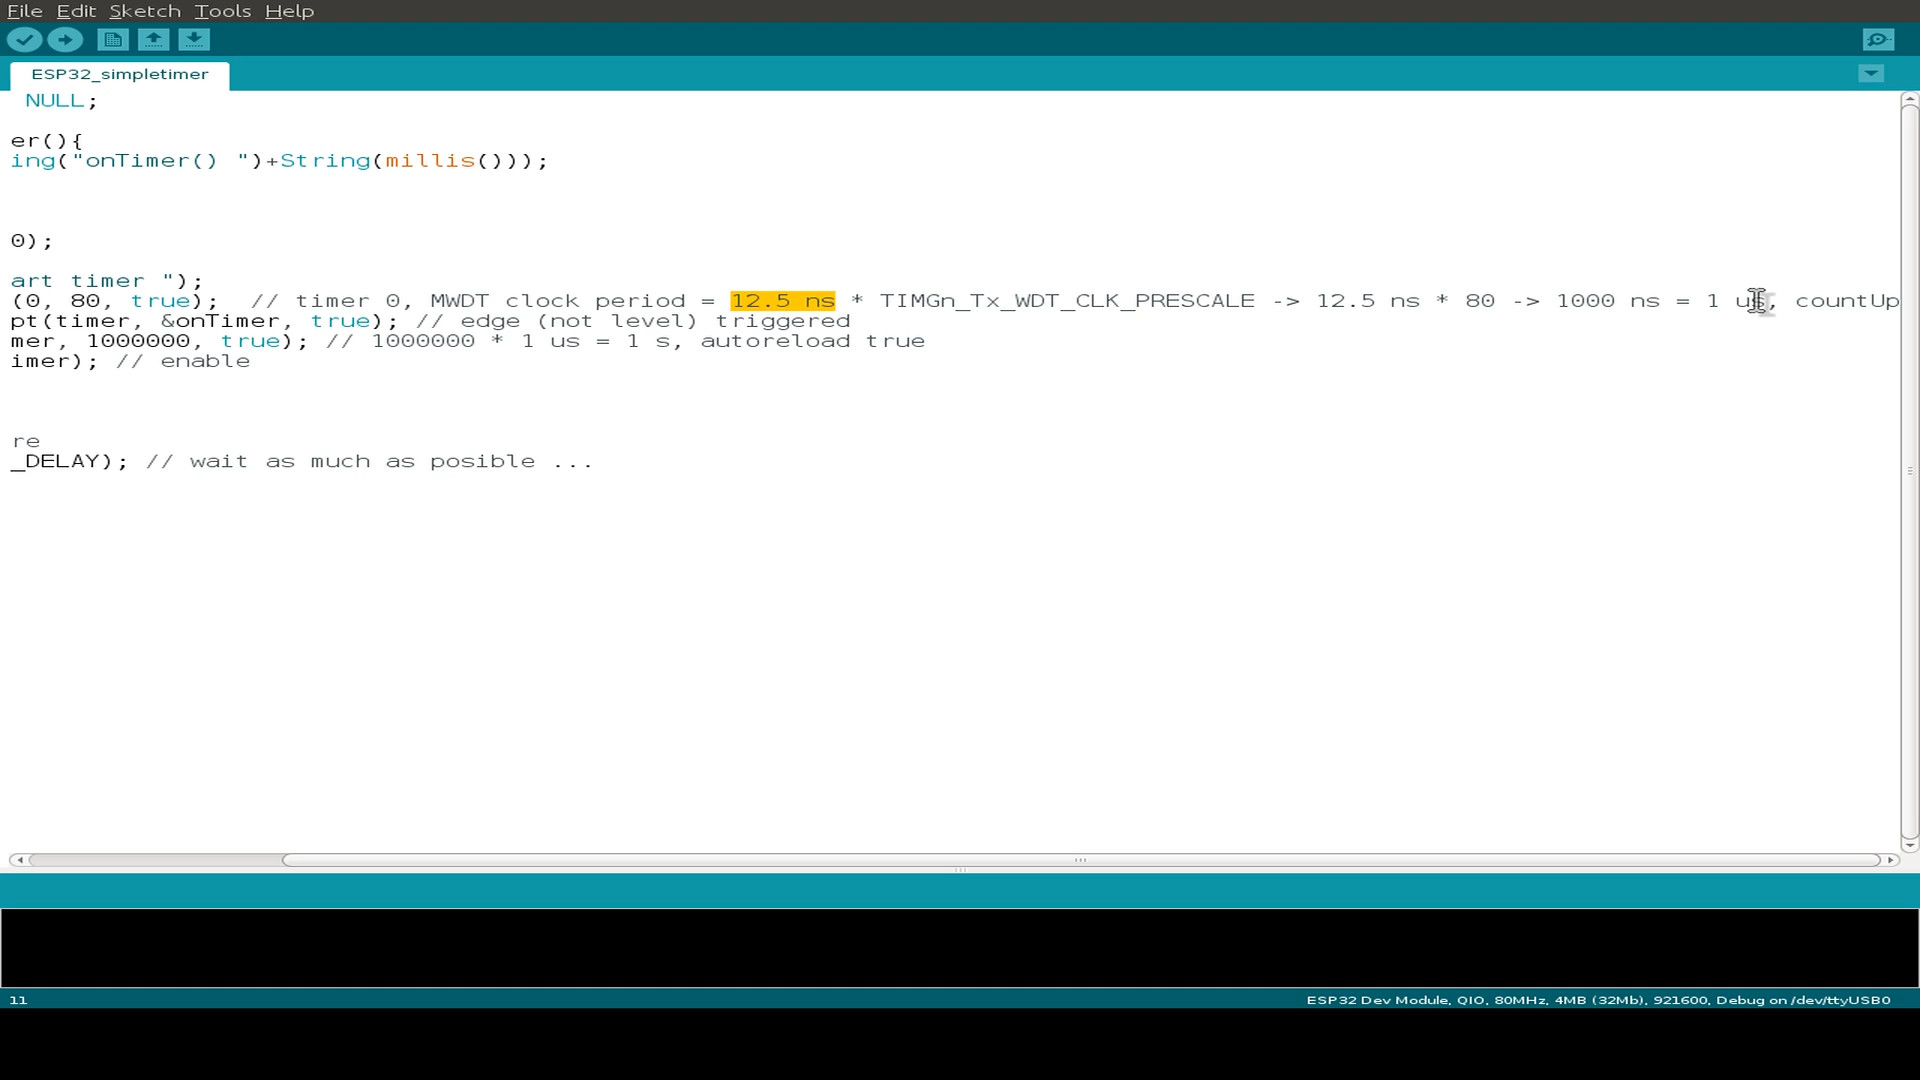 File Edit Sketch Tools Help
ESP32_simpletimer
NULL;
er(){
ing("onTimer() ")+String(millis()));
0);
art timer ");
(0, 80, true);  // timer 0, MWDT clock period = 12.5 ns * TIMGn_Tx_WDT_CLK_PRESCALE -> 12.5 ns * 80 -> 1000 ns = 1 us, countUp
pt(timer, &onTimer, true); // edge (not level) triggered
mer, 1000000, true); // 1000000 * 1 us = 1 s, autoreload true
imer); // enable
re
_DELAY); // wait as much as posible ...
11
ESP32 Dev Module, QIO, 80MHz, 4MB (32Mb), 921600, Debug on /dev/ttyUSB0